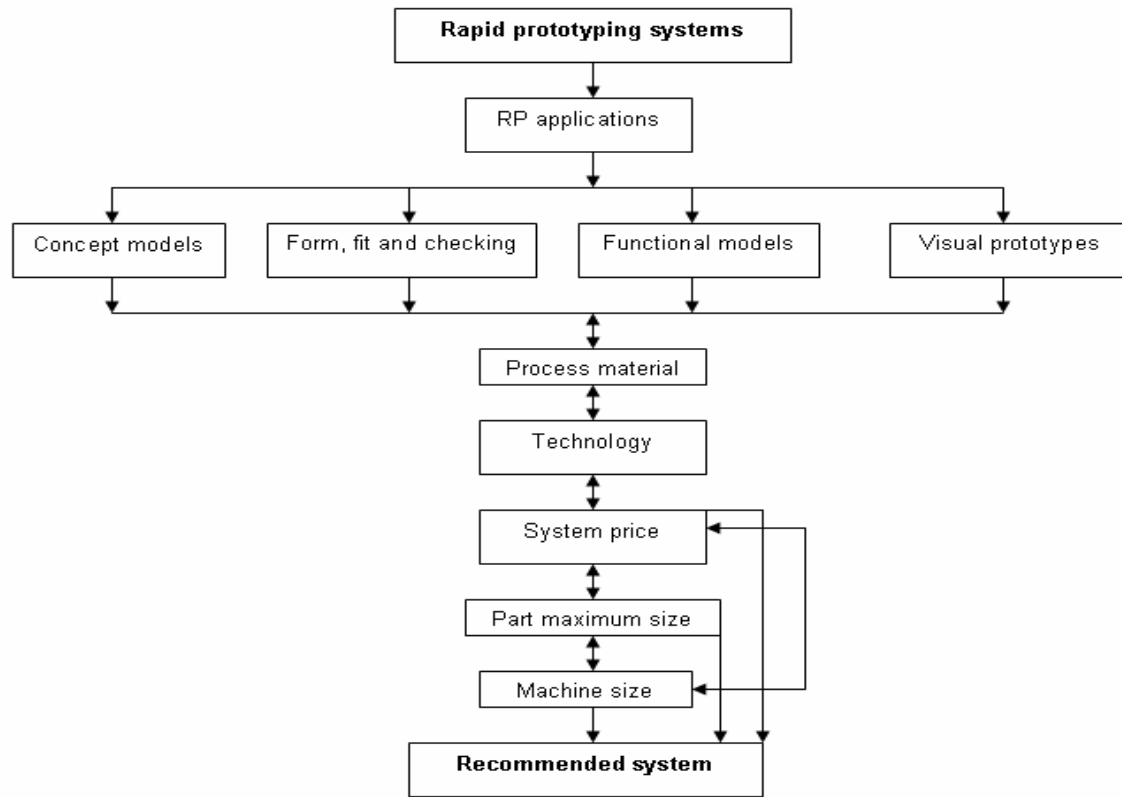 Rapid prototyping systems
RP applications
Concept models
Form, fit and checking
Functional models
Visual prototypes
Process material
Technology
System price
Part maximum size
Machine size
Recommended system